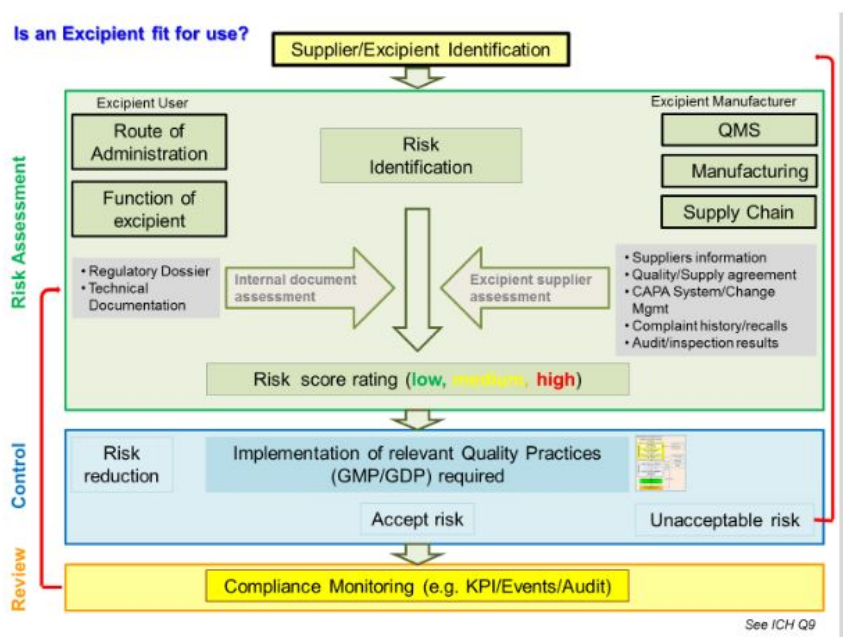 Is an Excipient fit for use?
Supplier/Excipient Identification
Excipient User
Excipient Manufacturer
Route of
Administration
Function of
excipient
Risk
Identification
QMS
Manufacturing
Supply Chain
Risk Assessment
• Regulatory Dossier
• Technical
Documentation
Internal document
assessment
Excipient supplier
assessment
• Suppliers information
• Quality/Supply agreement
• CAPA System/Change
Mgmt
• Complaint history/recalls
• Audit/inspection results
Risk score rating (low, medium, high)
Control
Risk
reduction
Implementation of relevant Quality Practices
(GMP/GDP) required
Accept risk
Unacceptable risk
Review
Compliance Monitoring (e.g. KPI/Events/Audit)
See ICH Q9